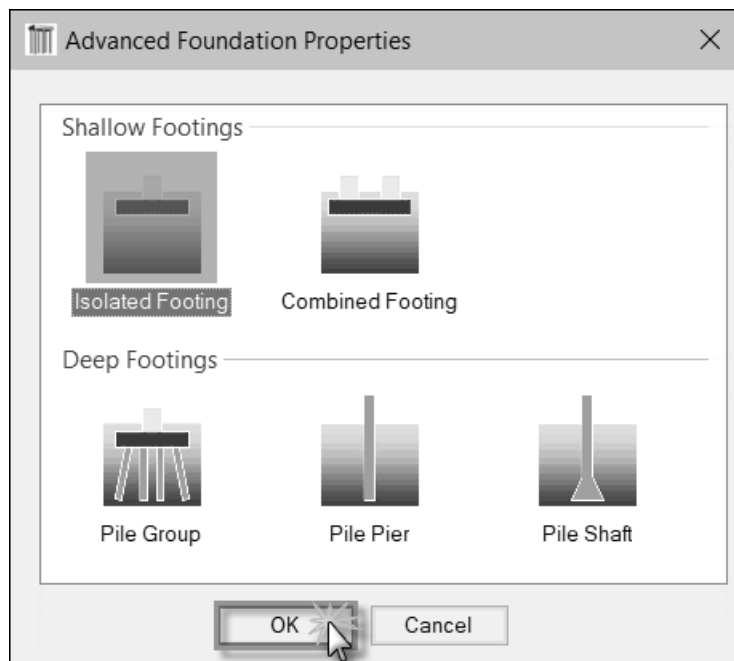 Advanced Foundation Properties
Shallow Footings
Isolated Footing
Combined Footing
Deep Footings
Pile Group
Pile Pier
Pile Shaft
OK
Cancel